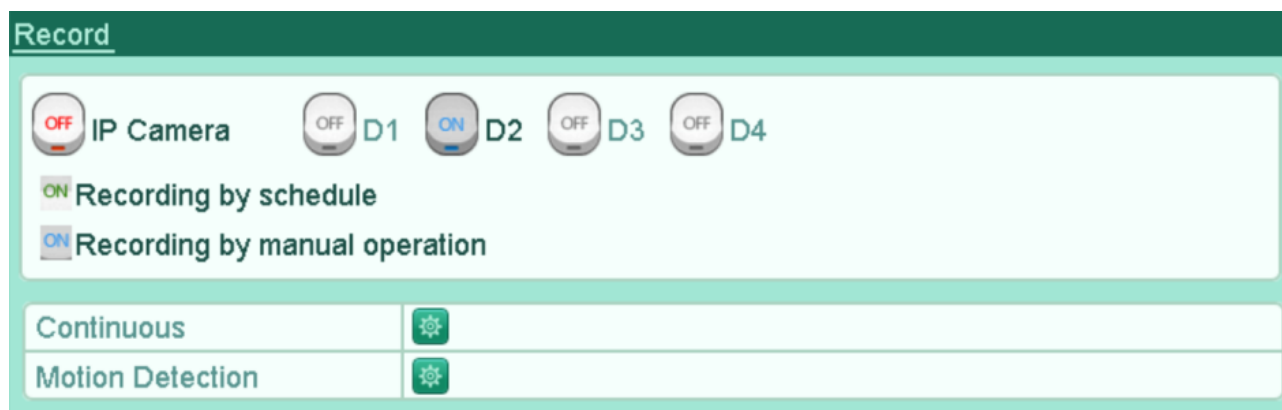 Record
OFF IP Camera OFF D1 ON D2 OFF D3 OFF D4
ON Recording by schedule
ON Recording by manual operation
Continuous
Motion Detection